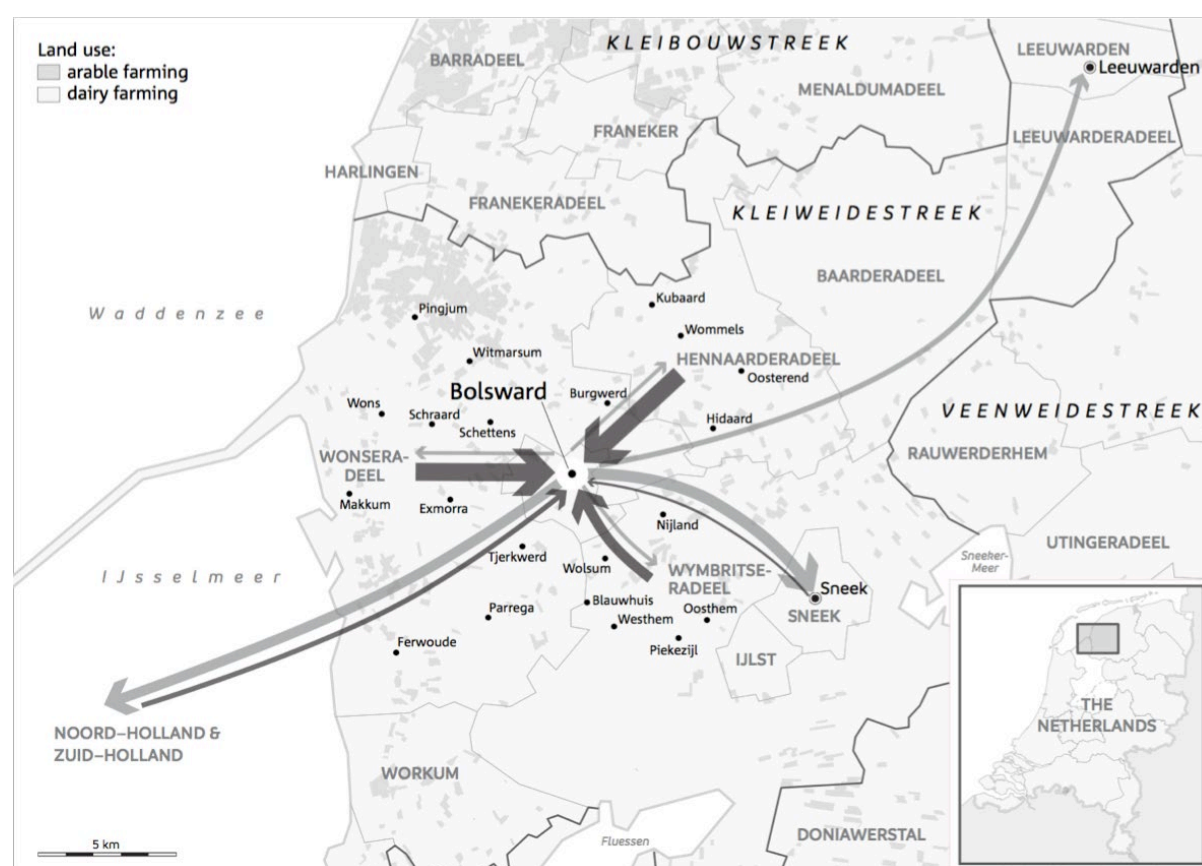 Land use:
arable farming
dairy farming
KLEIBOUWSTREEK
BARRADEEL
LEEUWARDEN
Leeuwarden
MENALDUMADEEL
FRANEKER
LEEUWARDERADEEL
HARLINGEN
FRANEKERADEEL
KLEIWEIDESTREEK
BAARDERADEEL
Waddenzee
Pingjum
Kubaard
Wommels
Witmarsum
HENNAARDERADEEL
Oosterend
Bolsward
Burgwerd
Wons
Schraard
Schettens
Hidaard
VEENWEIDESTREEK
RAUWERDERHEM
WONSERA-
DEEL
Makkum
Exmorra
Nijland
Tjerkwerd
Wolsum
WYMBRITSE-
RADEEL
UTINGERADEEL
Sneeker-
Meer
IJsselmeer
Sneek
SNEEK
Blauwhuis
Westhem
Oosthem
Parrega
Piekezijl
IJLST
Ferwoude
NOORD–HOLLAND &
ZUID–HOLLAND
WORKUM
THE
NETHERLANDS
DONIAWERSTAL
Fluessen
5 km